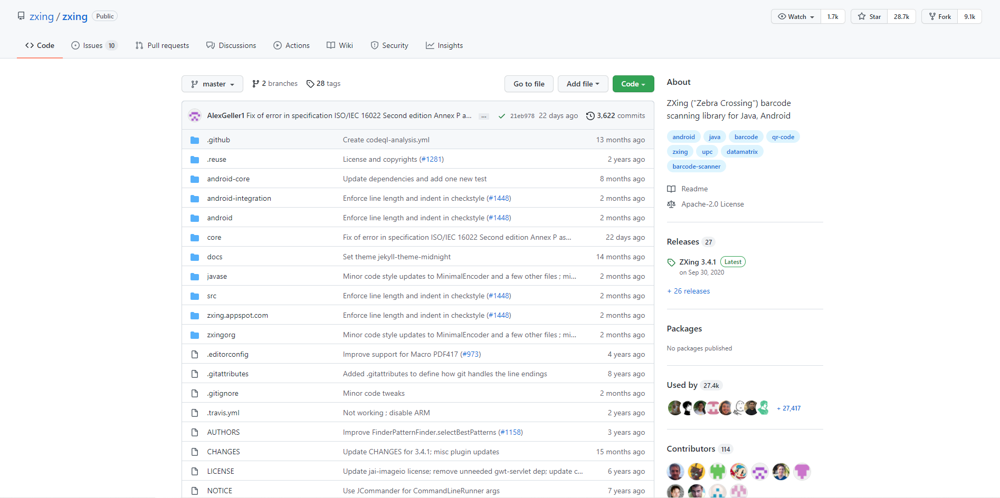 zxing / zxing Public
Watch 1.7k Star 28.7k Fork 9.1k
Code Issues 10 Pull requests Discussions Actions Wiki Security Insights
master 2 branches 28 tags Go to file Add file Code
AlexGeller1 Fix of error in specification ISO/IEC 16022 Second edition Annex P a... ... 21eb978 22 days ago 3,622 commits
.github Create codeql-analysis.yml 13 months ago
.reuse License and copyrights (#1281) 2 years ago
android-core Update dependencies and add one new test 8 months ago
android-integration Enforce line length and indent in checkstyle (#1448) 2 months ago
android Enforce line length and indent in checkstyle (#1448) 2 months ago
core Fix of error in specification ISO/IEC 16022 Second edition Annex P as... 22 days ago
docs Set theme jekyll-theme-midnight 14 months ago
javase Minor code style updates to MinimalEncoder and a few other files ; mi... 2 months ago
src Enforce line length and indent in checkstyle (#1448) 2 months ago
zxing.appspot.com Enforce line length and indent in checkstyle (#1448) 2 months ago
zxingorg Minor code style updates to MinimalEncoder and a few other files ; mi... 2 months ago
.editorconfig Improve support for Macro PDF417 (#973) 4 years ago
.gitattributes Added .gitattributes to define how git handles the line endings 8 years ago
.gitignore Minor code tweaks 2 months ago
.travis.yml Not working ; disable ARM 2 years ago
AUTHORS Improve FinderPatternFinder.selectBestPatterns (#1158) 3 years ago
CHANGES Update CHANGES for 3.4.1; misc plugin updates 15 months ago
LICENSE Update jai-imageio license; remove unneeded gwt-servlet dep; update c... 6 years ago
NOTICE Use JCommander for CommandLineRunner args 7 years ago
About
ZXing ("Zebra Crossing") barcode
scanning library for Java, Android
android java barcode qr-code
zxing upc datamatrix
barcode-scanner
Readme
Apache-2.0 License
Releases 27
ZXing 3.4.1 Latest
on Sep 30, 2020
+ 26 releases
Packages
No packages published
Used by 27.4k
+ 27,417
Contributors 114